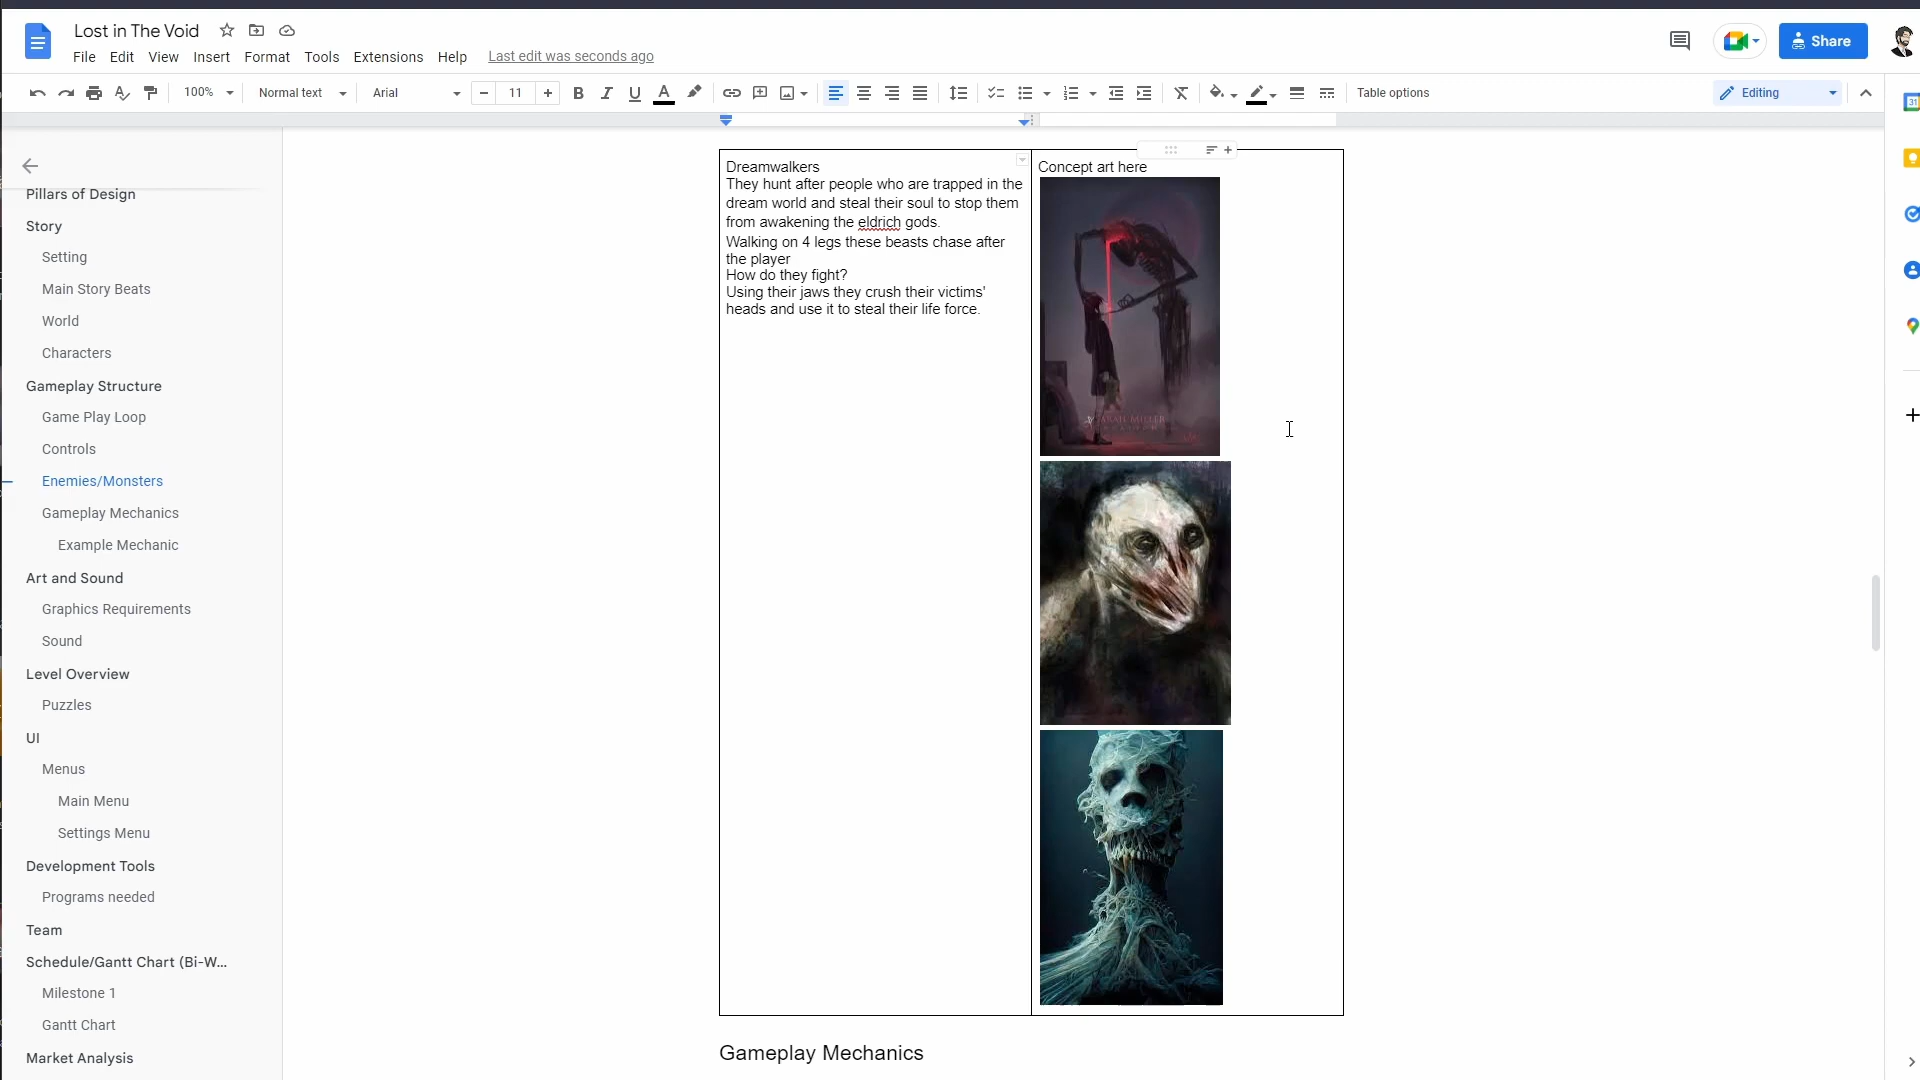 Lost in The Void
File Edit View Insert Format Tools Extensions Help Last edit was seconds ago
Share
100% Normal text Arial 11 Table options Editing
31
Pillars of Design
Story
Setting
Main Story Beats
World
Characters
Gameplay Structure
Game Play Loop
Controls
Enemies/Monsters
Gameplay Mechanics
Example Mechanic
Art and Sound
Graphics Requirements
Sound
Level Overview
Puzzles
UI
Menus
Main Menu
Settings Menu
Development Tools
Programs needed
Team
Schedule/Gantt Chart (Bi-W...
Milestone 1
Gantt Chart
Market Analysis
Dreamwalkers
They hunt after people who are trapped in the
dream world and steal their soul to stop them
from awakening the eldrich gods.
Walking on 4 legs these beasts chase after
the player
How do they fight?
Using their jaws they crush their victims'
heads and use it to steal their life force.
Concept art here
Gameplay Mechanics